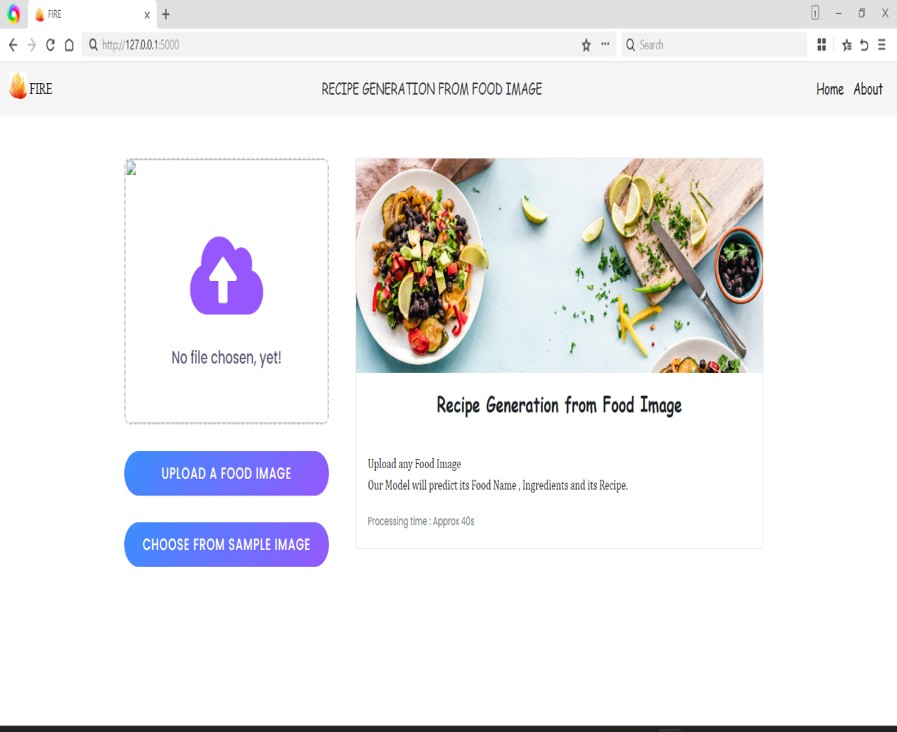 FIRE
1
http://127.0.0.1:5000
Search
FIRE
RECIPE GENERATION FROM FOOD IMAGE
Home About
No file chosen, yet!
UPLOAD A FOOD IMAGE
CHOOSE FROM SAMPLE IMAGE
Recipe Generation from Food Image
Upload any Food Image
Our Model will predict its Food Name , Ingredients and its Recipe.
Processing time : Approx 40s